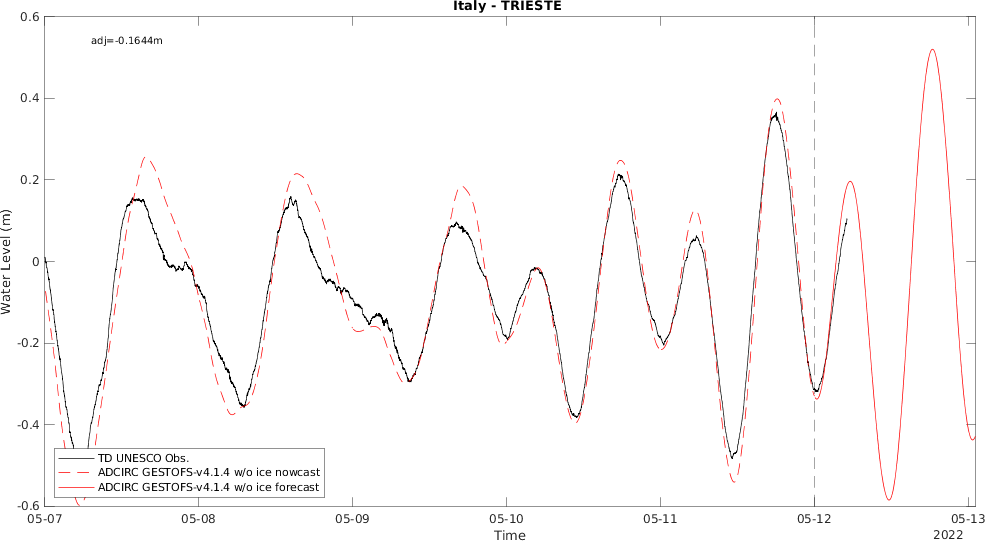 Italy - TRIESTE
adj=-0.1644m
0.6
0.4
0.2
0
-0.2
-0.4
-0.6
Water Level (m)
TD UNESCO Obs.
ADCIRC GESTOFS-v4.1.4 w/o ice nowcast
ADCIRC GESTOFS-v4.1.4 w/o ice forecast
05-07 05-08 05-09 05-10 05-11 05-12 05-13
Time
2022